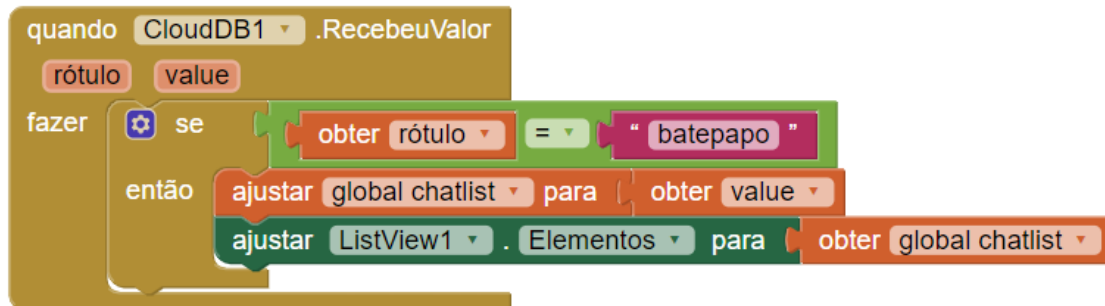 quando CloudDB1 .RecebeuValor
rótulo value
fazer se obter rótulo = “ batepapo ”
então ajustar global chatlist para obter value
ajustar ListView1 . Elementos para obter global chatlist